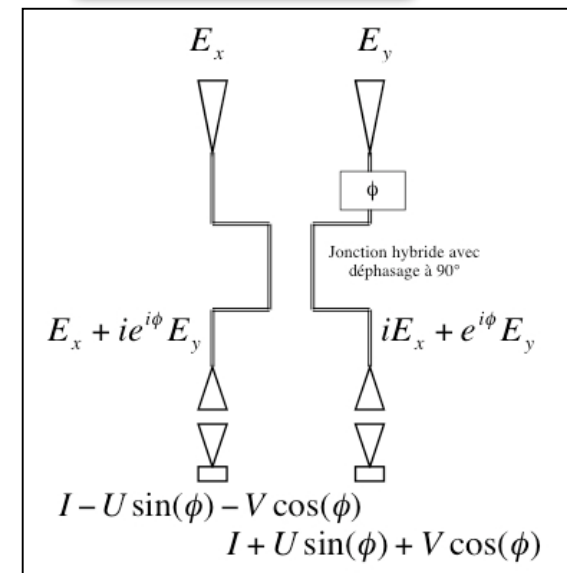 E_x E_y
ϕ
Jonction hybride avec
déphasage à 90°
E_x + ie^{iϕ} E_y iE_x + e^{iϕ} E_y
I − U sin(ϕ) − V cos(ϕ)
I + U sin(ϕ) + V cos(ϕ)